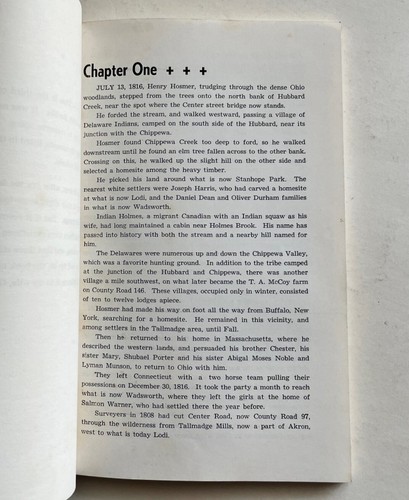 Chapter One + + +
JULY 13, 1816, Henry Hosmer, trudging through the dense Ohio
woodlands, stepped from the trees onto the north bank of Hubbard
Creek, near the spot where the Center street bridge now stands.
He forded the stream, and walked westward, passing a village of
Delaware Indians, camped on the south side of the Hubbard, near its
junction with the Chippewa.
Hosmer found Chippewa Creek too deep to ford, so he walked
downstream until he found an elm tree fallen across to the other bank.
Crossing on this, he walked up the slight hill on the other side and
selected a homesite among the heavy timber.
He picked his land around what is now Stanhope Park. The
nearest white settlers were Joseph Harris, who had carved a homesite
at what is now Lodi, and the Daniel Dean and Oliver Durham families
in what is now Wadsworth.
Indian Holmes, a migrant Canadian with an Indian squaw as his
wife, had long maintained a cabin near Holmes Brook. His name has
passed into history with both the stream and a nearby hill named for
him.
The Delawares were numerous up and down the Chippewa Valley,
which was a favorite hunting ground. In addition to the tribe camped
at the junction of the Hubbard and Chippewa, there was another
village a mile southwest, on what later became the T. A. McCoy farm
on County Road 146. These villages, occupied only in winter, consisted
of ten to twelve lodges apiece.
Hosmer had made his way on foot all the way from Buffalo, New
York, searching for a homesite. He remained in this vicinity, and
among settlers in the Tallmadge area, until Fall.
Then he returned to his home in Massachusetts, where he
described the western lands, and persuaded his brother Chester, his
sister Mary, Shubael Porter and his sister Abigal Moses Noble and
Lyman Munson, to return to Ohio with him.
They left Connecticut with a two horse team pulling their
possessions on December 30, 1816. It took the party a month to reach
what is now Wadsworth, where they left the girls at the home of
Salmon Warner, who had settled there the year before.
Surveyers in 1808 had cut Center Road, now County Road 97,
through the wilderness from Tallmadge Mills, now a part of Akron,
west to what is today Lodi.